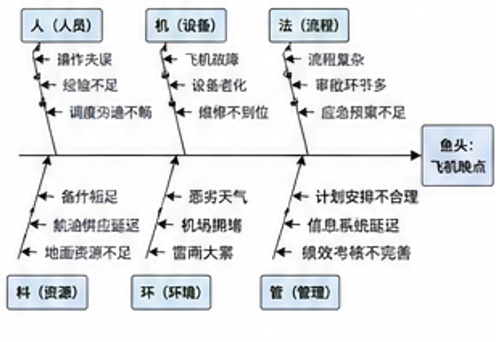 人（人员）
机（设备）
法（流程）
操作失误
飞机故障
流程复杂
经验不足
设备老化
审批环节多
调度沟通不畅
维修不到位
应急预案不足
鱼头：
飞机晚点
备件短足
恶劣天气
计划安排不合理
航油供应延迟
机场拥堵
信息系统延迟
地面资源不足
雷雨大雾
绩效考核不完善
料（资源）
环（环境）
管（管理）